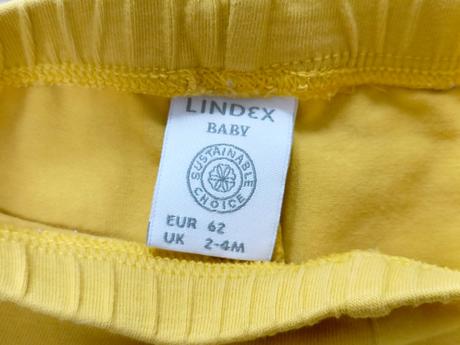 LINDEX
BABY
SUSTAINABLE
CHOICE
EUR 62
UK 2-4M